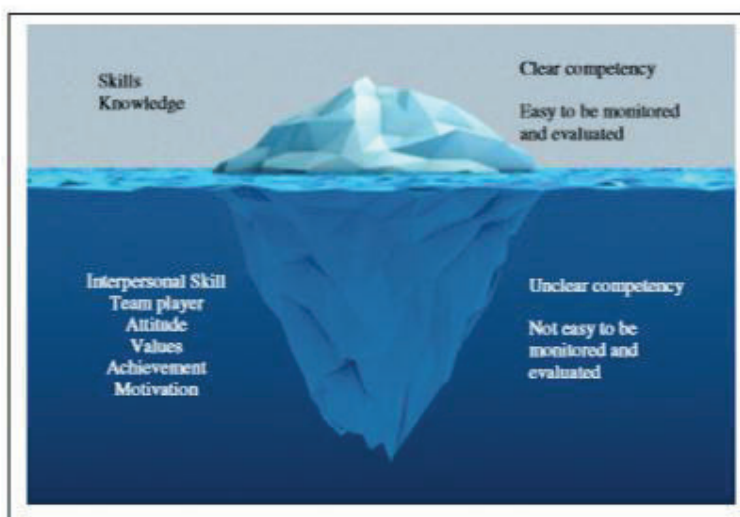 Skills
Knowledge
Clear competency
Easy to be monitored
and evaluated
Interpersonal Skill
Team player
Attitude
Values
Achievement
Motivation
Unclear competency
Not easy to be
monitored and
evaluated